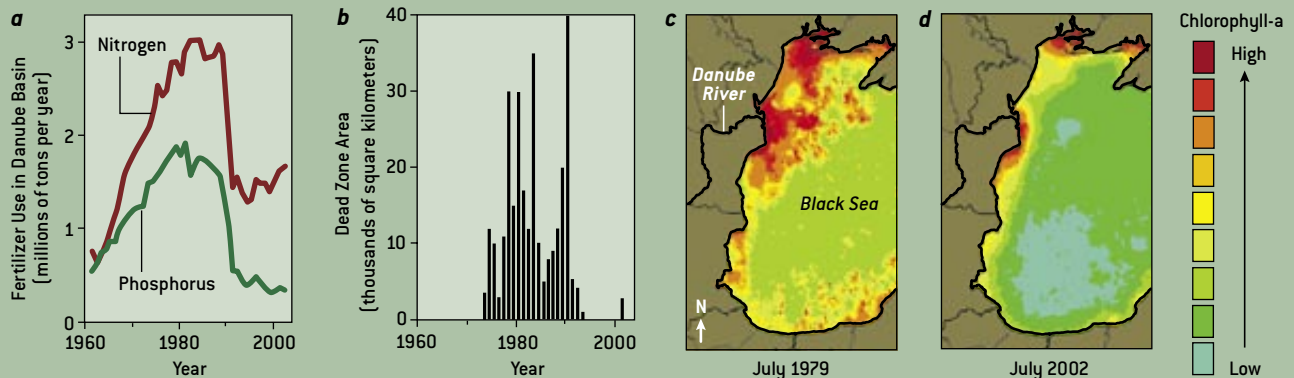 a
Fertilizer Use in Danube Basin
(millions of tons per year)
3
2
1
0
Nitrogen
Phosphorus
1960
1980
2000
Year
b
Dead Zone Area
(thousands of square kilometers)
40
30
20
10
0
1960
1980
2000
Year
c
Danube
River
Black Sea
N
July 1979
d
July 2002
Chlorophyll-a
High
Low